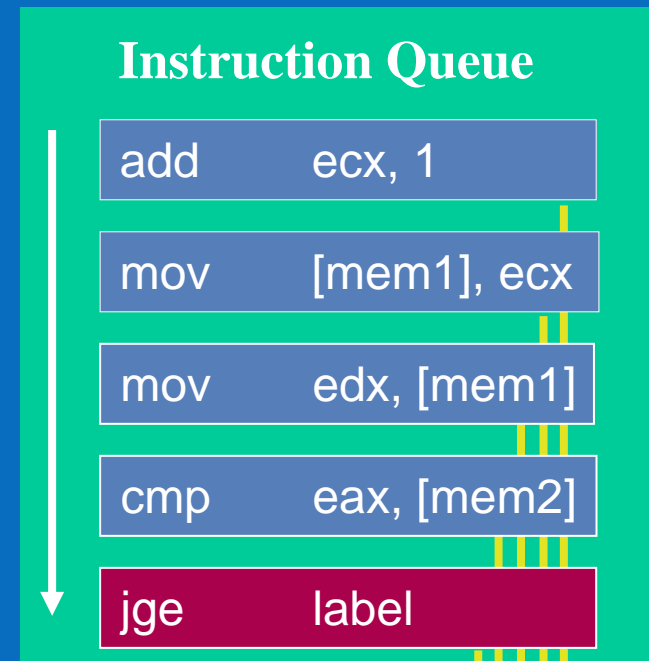 Instruction Queue
add ecx, 1
mov [mem1], ecx
mov edx, [mem1]
cmp eax, [mem2]
jge label